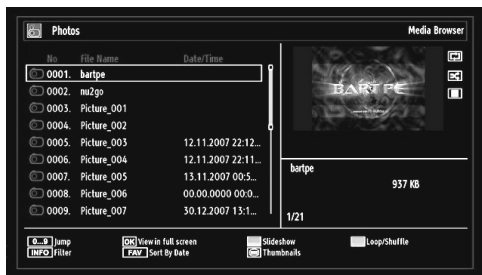 Photos Media Browser
No File Name Date/Time
0001. bartpe
0002. nu2go
0003. Picture_001
0004. Picture_002
0005. Picture_003 12.11.2007 22:12...
0006. Picture_004 12.11.2007 22:11...
0007. Picture_005 13.11.2007 00:5...
0008. Picture_006 00.00.0000 00:0...
0009. Picture_007 30.12.2007 13:1...
BART PE
bartpe
937 KB
1/21
0...9 Jump OK View in full screen Slideshow Loop/Shuffle
INFO Filter FAV Sort By Date Thumbnails